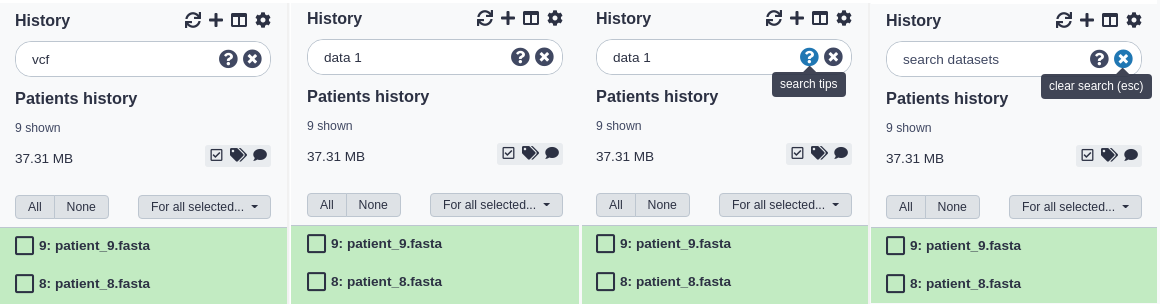 History
vcf
Patients history
9 shown
37.31 MB
All None For all selected...
9: patient_9.fasta
8: patient_8.fasta
History
data 1
Patients history
9 shown
37.31 MB
All None For all selected...
9: patient_9.fasta
8: patient_8.fasta
History
data 1
search tips
Patients history
9 shown
37.31 MB
All None For all selected...
9: patient_9.fasta
8: patient_8.fasta
History
search datasets
clear search (esc)
Patients history
9 shown
37.31 MB
All None For all selected...
9: patient_9.fasta
8: patient_8.fasta